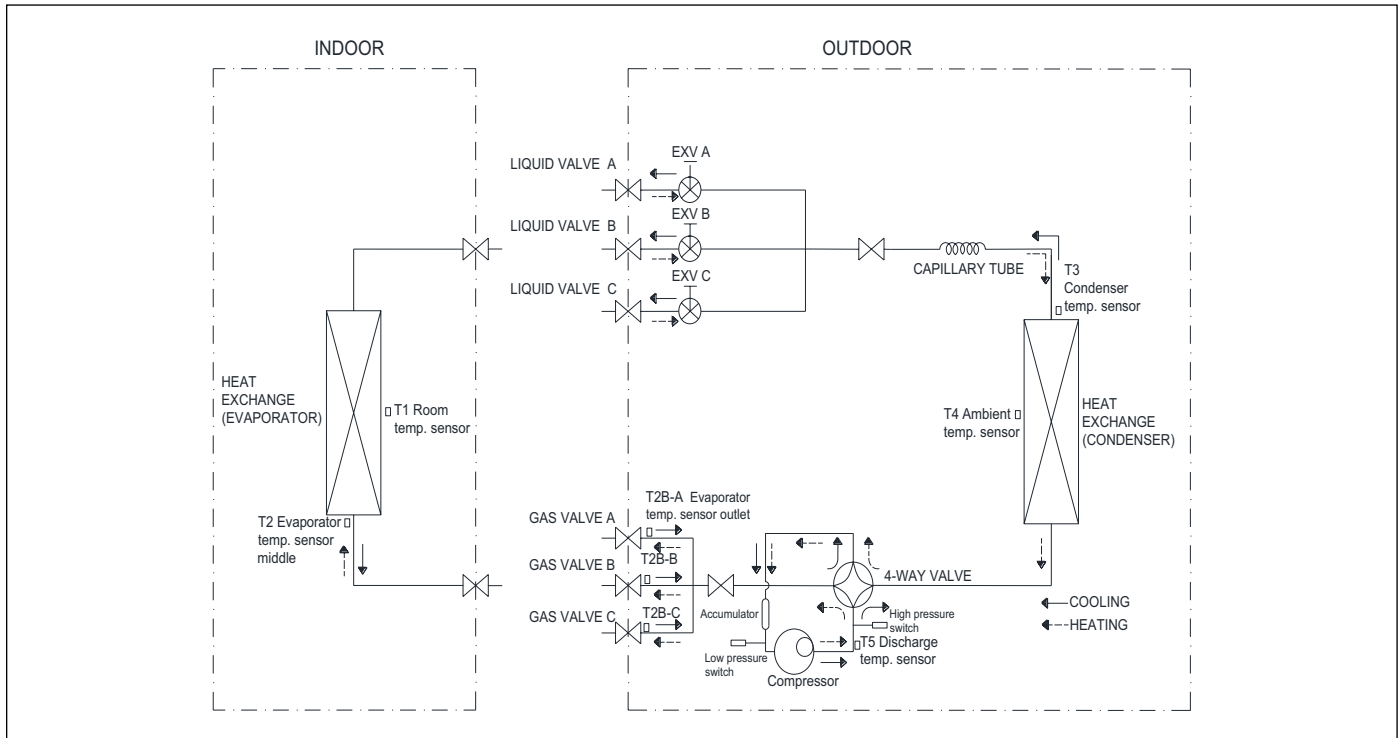 INDOOR
OUTDOOR
LIQUID VALVE A
EXV A
LIQUID VALVE B
EXV B
LIQUID VALVE C
EXV C
CAPILLARY TUBE
T3
Condenser
temp. sensor
HEAT
EXCHANGE
(EVAPORATOR)
T1 Room
temp. sensor
T4 Ambient
temp. sensor
HEAT
EXCHANGE
(CONDENSER)
T2 Evaporator
temp. sensor
middle
GAS VALVE A
T2B-A Evaporator
temp. sensor outlet
GAS VALVE B
T2B-B
GAS VALVE C
T2B-C
4-WAY VALVE
Accumulator
High pressure
switch
Low pressure
switch
T5 Discharge
temp. sensor
Compressor
COOLING
HEATING